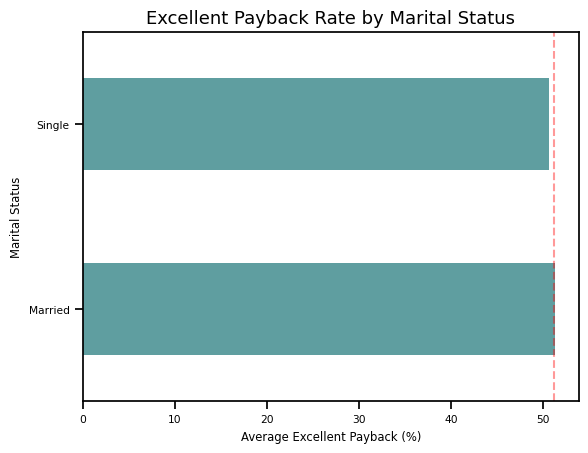 Excellent Payback Rate by Marital Status
Marital Status
Single
Married
0 10 20 30 40 50
Average Excellent Payback (%)